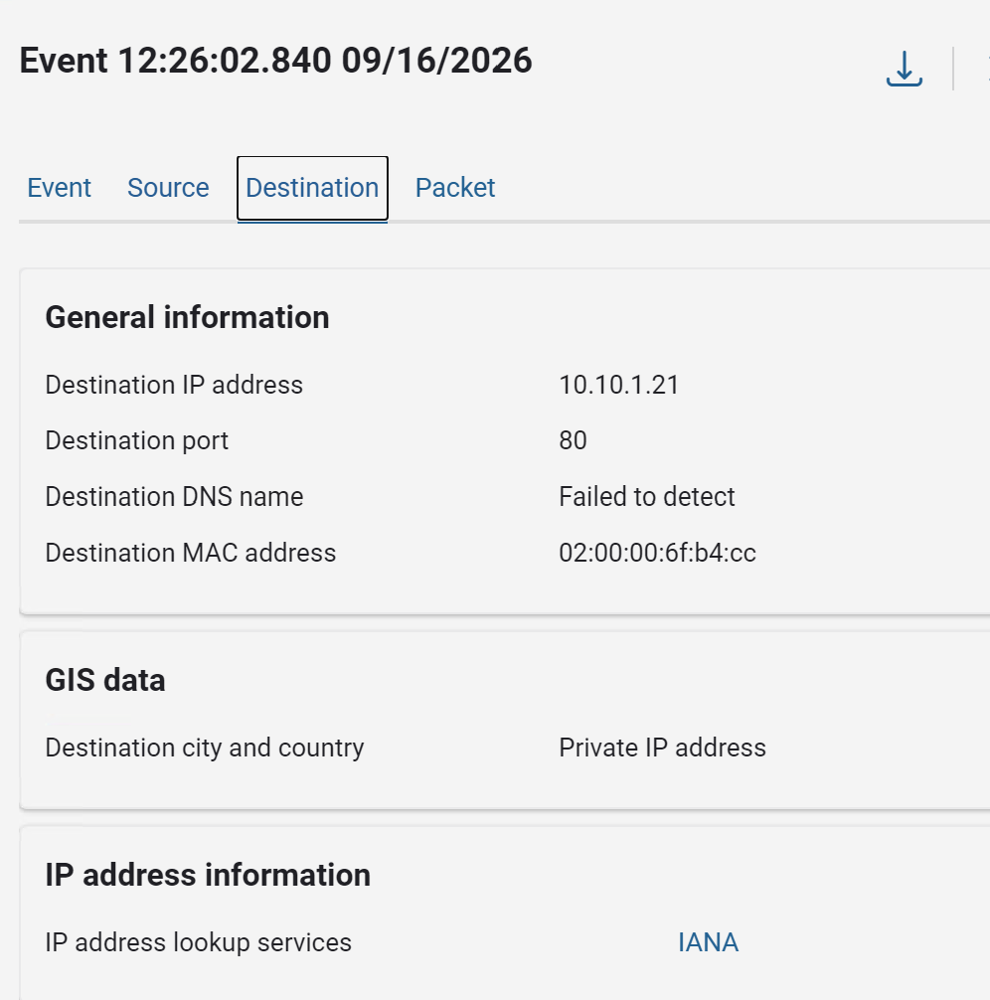 Event 12:26:02.840 09/16/2026
Event Source Destination Packet
General information
Destination IP address 10.10.1.21
Destination port 80
Destination DNS name Failed to detect
Destination MAC address 02:00:00:6f:b4:cc
GIS data
Destination city and country Private IP address
IP address information
IP address lookup services IANA